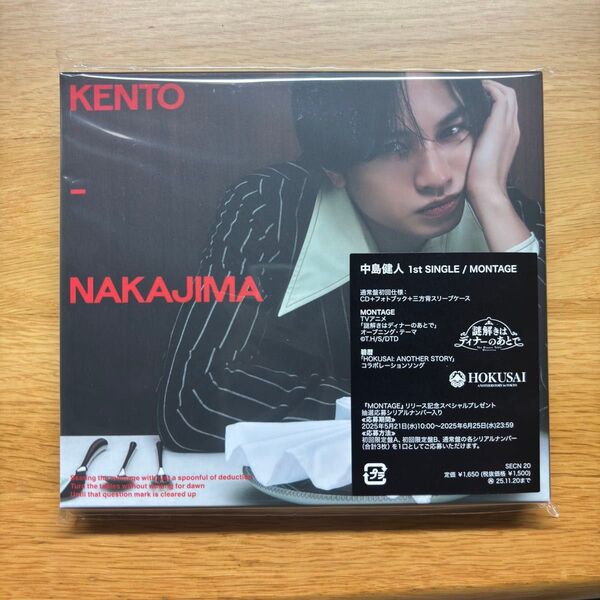 KENTO
-
NAKAJIMA
中島健人 1st SINGLE / MONTAGE
通常盤初回仕様：
CD+フォトブック+三方背スリーブケース
MONTAGE
TVアニメ
「謎解きはディナーのあとで」
オープニング・テーマ
©T.H/S/DTD
謎解きは
ディナーのあとで
碧暦
「HOKUSAI: ANOTHER STORY」
コラボレーションソング
HOKUSAI
ANOTHER STORY in TOKYO
「MONTAGE」リリース記念スペシャルプレゼント
抽選応募シリアルナンバー入り
≪応募期間≫
2025年5月21日(水)10:00～2025年6月25日(水)23:59
≪応募方法≫
初回限定盤A、初回限定盤B、通常盤の各シリアルナンバー
(合計3枚) を1口としてご応募いただけます。
SECN 20
定価 ¥1,650 (税抜価格 ¥1,500)
再 25.11.20まで
a spoonful of deduction
Turn the tables without waiting for dawn
Until that question mark is cleared up